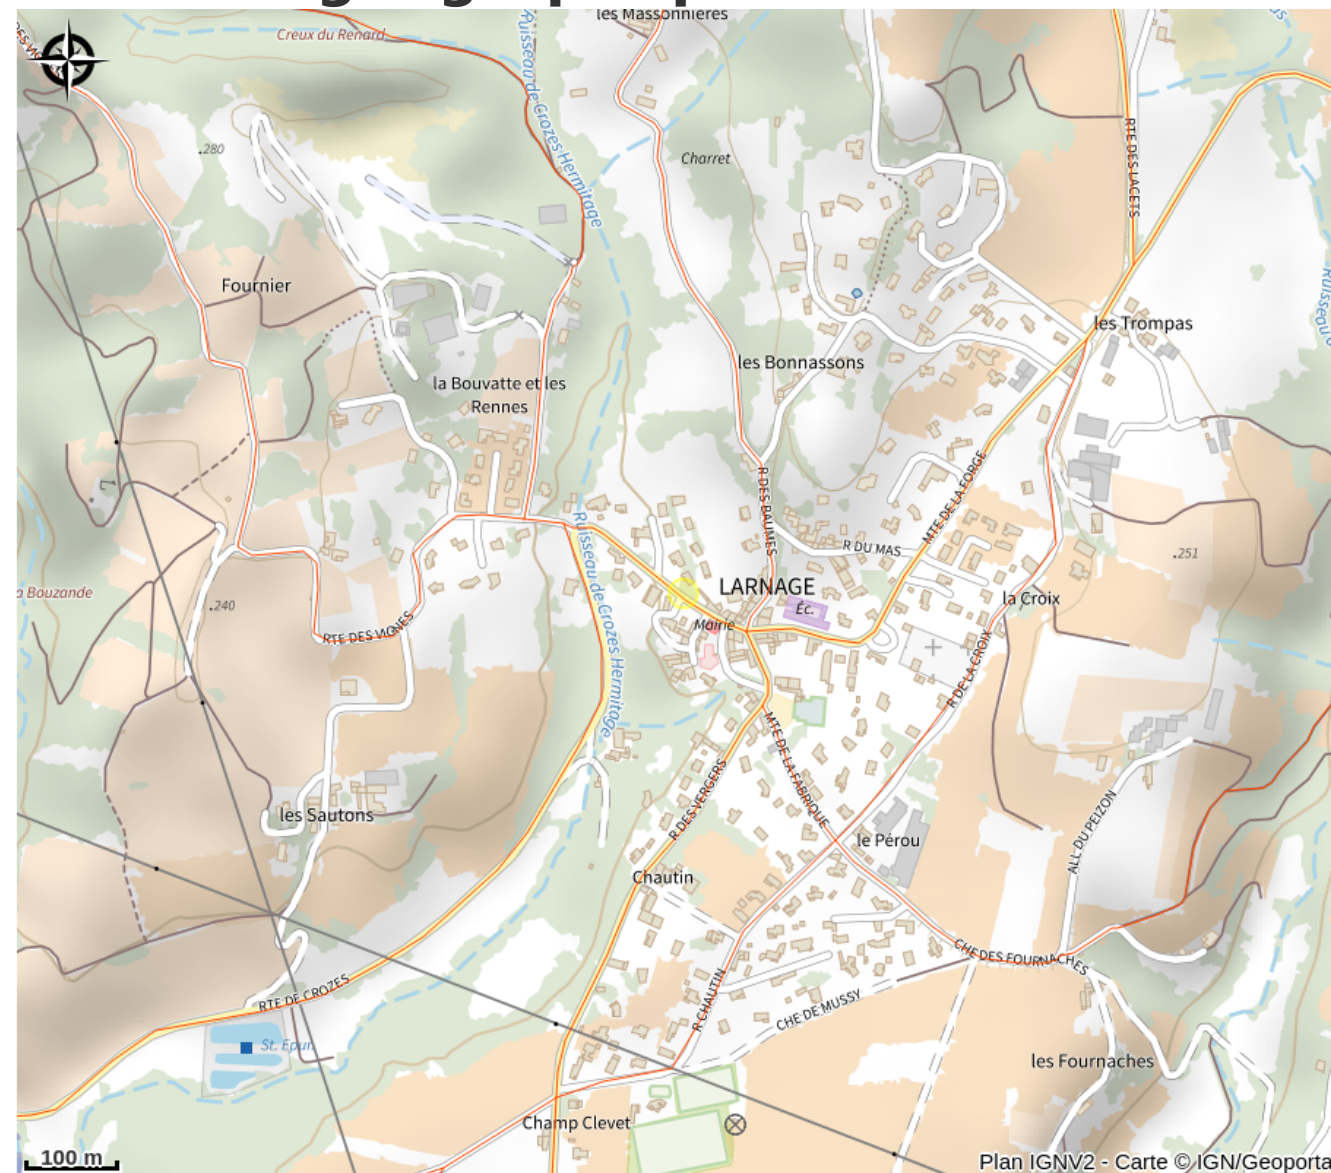 les Massonnières
Creux du Renard
Ruisseau de Crozes Hermitage
.280
Charret
RTE DES LACETS
Fournier
les Trompas
les Bonnassons
la Bouvatte et les
Rennes
R DES BAUMES
MTE DE LA FORGE
R DU MAS
.251
LARNAGE
a Bouzande
.240
Éc.
la Croix
Mairie
RTE DES VIGNES
Ruisseau de Crozes Hermitage
R DE LA CROIX
MTE DE LA FABRIQUE
R DES VERGERS
les Sautons
le Pérou
ALL DU PEIZON
Chautin
CHE DES FOURNACHES
RTE DE CROZES
R CHAUTIN
CHE DE MUSSY
St. Epur.
les Fournaches
Champ Clevet
100 m
Plan IGNV2 - Carte © IGN/Geoporta